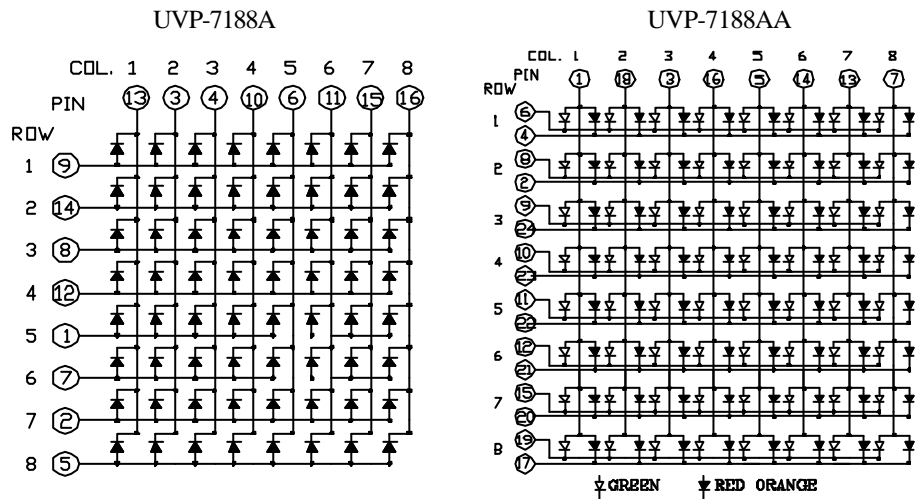 UVP-7188A
COL. 1 2 3 4 5 6 7 8
PIN 13 3 4 10 6 11 15 16
ROW
1 9
2 14
3 8
4 12
5 1
6 7
7 2
8 5
UVP-7188AA
COL. 1 2 3 4 5 6 7 8
PIN 1 18 3 16 5 14 13 7
ROW
1 6
4
2 8
2
3 9
24
4 10
23
5 11
22
6 12
21
7 15
20
8 19
17
GREEN RED ORANGE